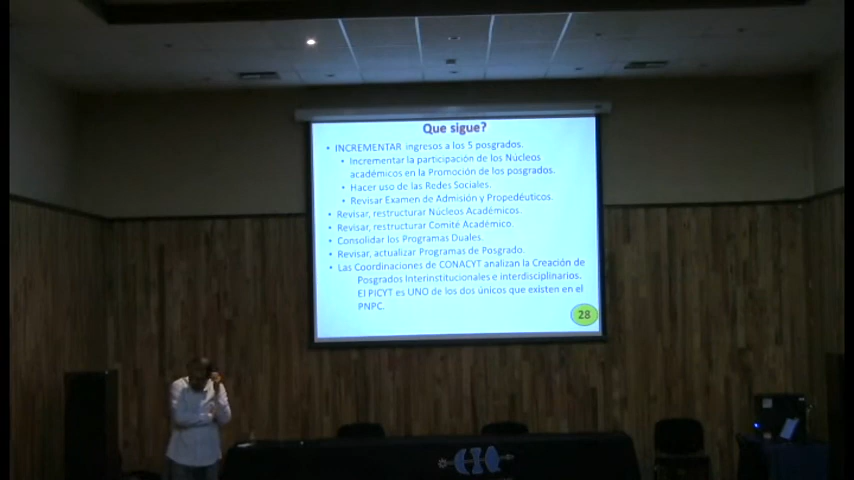 Que sigue?
• INCREMENTAR ingresos a los 5 posgrados.
• Incrementar la participación de los Núcleos
académicos en la Promoción de los posgrados.
• Hacer uso de las Redes Sociales.
• Revisar Examen de Admisión y Propedéuticos.
• Revisar, restructurar Núcleos Académicos.
• Revisar, restructurar Comité Académico.
• Consolidar los Programas Duales.
• Revisar, actualizar Programas de Posgrado.
• Las Coordinaciones de CONACYT analizan la Creación de
Posgrados Interinstitucionales e interdisciplinarios.
El PICYT es UNO de los dos únicos que existen en el
PNPC.
28
CIO